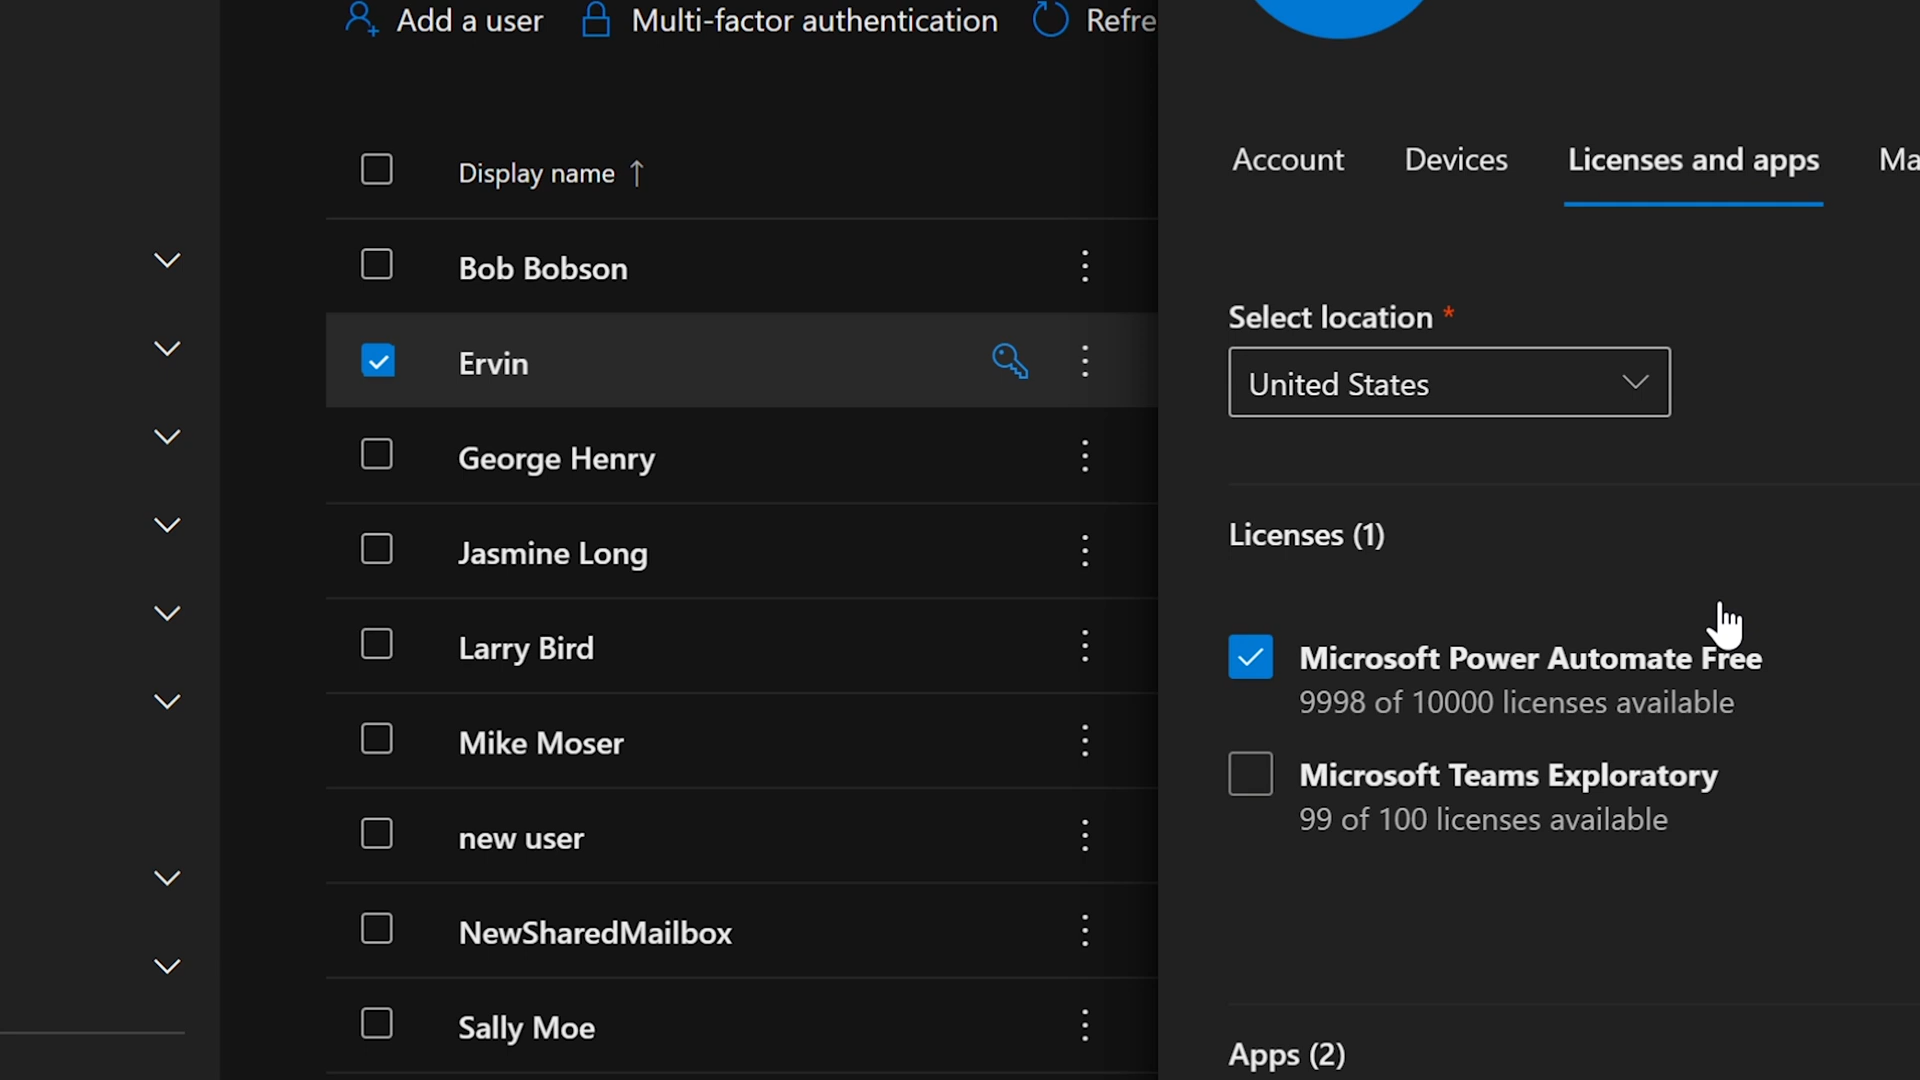 Add a user
Multi-factor authentication
Refre
Display name ↑
Bob Bobson
Ervin
George Henry
Jasmine Long
Larry Bird
Mike Moser
new user
NewSharedMailbox
Sally Moe
Account
Devices
Licenses and apps
Ma
Select location *
United States
Licenses (1)
Microsoft Power Automate Free
9998 of 10000 licenses available
Microsoft Teams Exploratory
99 of 100 licenses available
Apps (2)